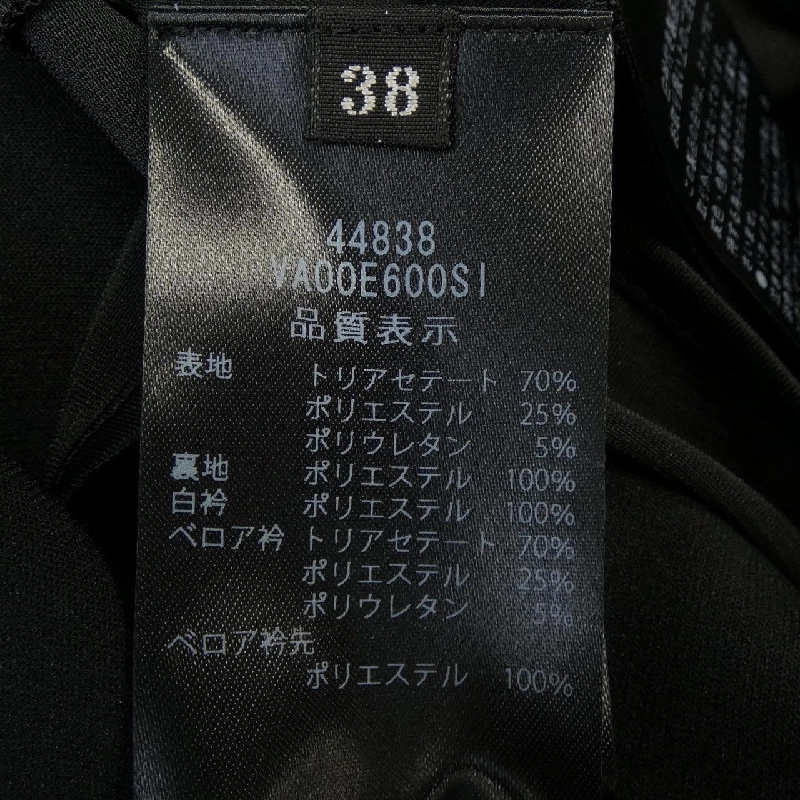 38
44838
VA00E600SI
品質表示
表地 トリアセテート 70%
ポリエステル 25%
ポリウレタン 5%
裏地 ポリエステル 100%
白衿 ポリエステル 100%
ベロア衿 トリアセテート 70%
ポリエステル 25%
ポリウレタン 5%
ベロア衿先
ポリエステル 100%